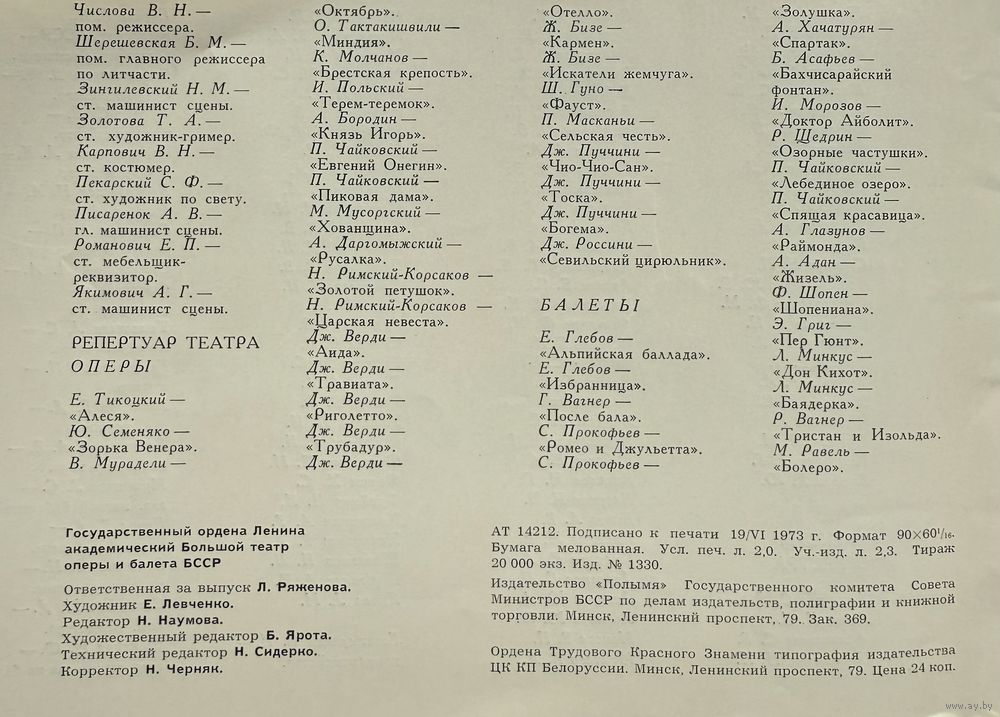 Числова В. Н. —
пом. режиссера.
Шерешевская Б. М. —
пом. главного режиссера
по литчасти.
Зингилевский Н. М. —
ст. машинист сцены.
Золотова Т. А. —
ст. художник-гример.
Карпович В. Н. —
ст. костюмер.
Пекарский С. Ф. —
ст. художник по свету.
Писаренок А. В. —
гл. машинист сцены.
Романович Е. П. —
ст. мебельщик-
реквизитор.
Якимович А. Г. —
ст. машинист сцены.
РЕПЕРТУАР ТЕАТРА
ОПЕРЫ
Е. Тикоцкий —
«Алеся».
Ю. Семеняко —
«Зорька Венера».
В. Мурадели —
«Октябрь».
О. Тактакишвили —
«Миндия».
К. Молчанов —
«Брестская крепость».
И. Польский —
«Терем-теремок».
А. Бородин —
«Князь Игорь».
П. Чайковский —
«Евгений Онегин».
П. Чайковский —
«Пиковая дама».
М. Мусоргский —
«Хованщина».
А. Даргомыжский —
«Русалка».
Н. Римский-Корсаков —
«Золотой петушок».
Н. Римский-Корсаков —
«Царская невеста».
Дж. Верди —
«Аида».
Дж. Верди —
«Травиата».
Дж. Верди —
«Риголетто».
Дж. Верди —
«Трубадур».
Дж. Верди —
«Отелло».
Ж. Бизе —
«Кармен».
Ж. Бизе —
«Искатели жемчуга».
Ш. Гуно —
«Фауст».
П. Масканьи —
«Сельская честь».
Дж. Пуччини —
«Чио-Чио-Сан».
Дж. Пуччини —
«Тоска».
Дж. Пуччини —
«Богема».
Дж. Россини —
«Севильский цирюльник».
БАЛЕТЫ
Е. Глебов —
«Альпийская баллада».
Е. Глебов —
«Избранница».
Г. Вагнер —
«После бала».
С. Прокофьев —
«Ромео и Джульетта».
С. Прокофьев —
«Золушка».
А. Хачатурян —
«Спартак».
Б. Асафьев —
«Бахчисарайский
фонтан».
И. Морозов —
«Доктор Айболит».
Р. Щедрин —
«Озорные частушки».
П. Чайковский —
«Лебединое озеро».
П. Чайковский —
«Спящая красавица».
А. Глазунов —
«Раймонда».
А. Адан —
«Жизель».
Ф. Шопен —
«Шопениана».
Э. Григ —
«Пер Гюнт».
Л. Минкус —
«Дон Кихот».
Л. Минкус —
«Баядерка».
Р. Вагнер —
«Тристан и Изольда».
М. Равель —
«Болеро».
Государственный ордена Ленина
академический Большой театр
оперы и балета БССР
Ответственная за выпуск Л. Ряженова.
Художник Е. Левченко.
Редактор Н. Наумова.
Художественный редактор Б. Ярота.
Технический редактор Н. Сидерко.
Корректор Н. Черняк.
АТ 14212. Подписано к печати 19/VI 1973 г. Формат 90×60¹/₁₆.
Бумага мелованная. Усл. печ. л. 2,0. Уч.-изд. л. 2,3. Тираж
20 000 экз. Изд. № 1330.
Издательство «Полымя» Государственного комитета Совета
Министров БССР по делам издательств, полиграфии и книжной
торговли. Минск, Ленинский проспект, 79. Зак. 369.
Ордена Трудового Красного Знамени типография издательства
ЦК КП Белоруссии. Минск, Ленинский проспект, 79. Цена 24 коп.
www.ay.by